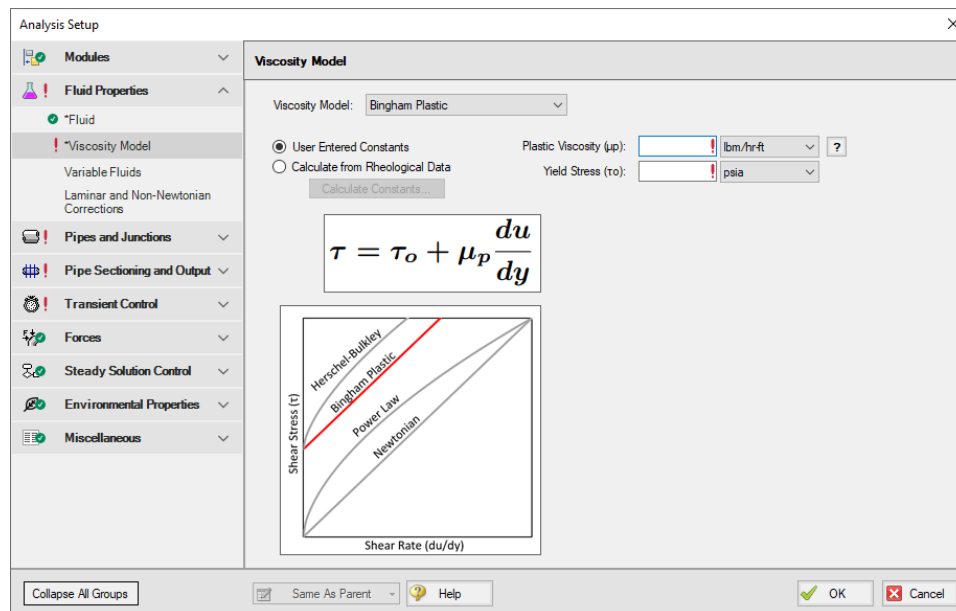 Analysis Setup
Modules
Fluid Properties
*Fluid
*Viscosity Model
Variable Fluids
Laminar and Non-Newtonian
Corrections
Pipes and Junctions
Pipe Sectioning and Output
Transient Control
Forces
Steady Solution Control
Environmental Properties
Miscellaneous
Collapse All Groups
Viscosity Model
Viscosity Model: Bingham Plastic
User Entered Constants
Calculate from Rheological Data
Calculate Constants...
Plastic Viscosity (μp): ! lbm/hr-ft ?
Yield Stress (τo): ! psia
τ = τₒ + μₚ du/dy
Herschel-Bulkley
Bingham Plastic
Power Law
Newtonian
Shear Stress (τ)
Shear Rate (du/dy)
Same As Parent
Help
OK
Cancel